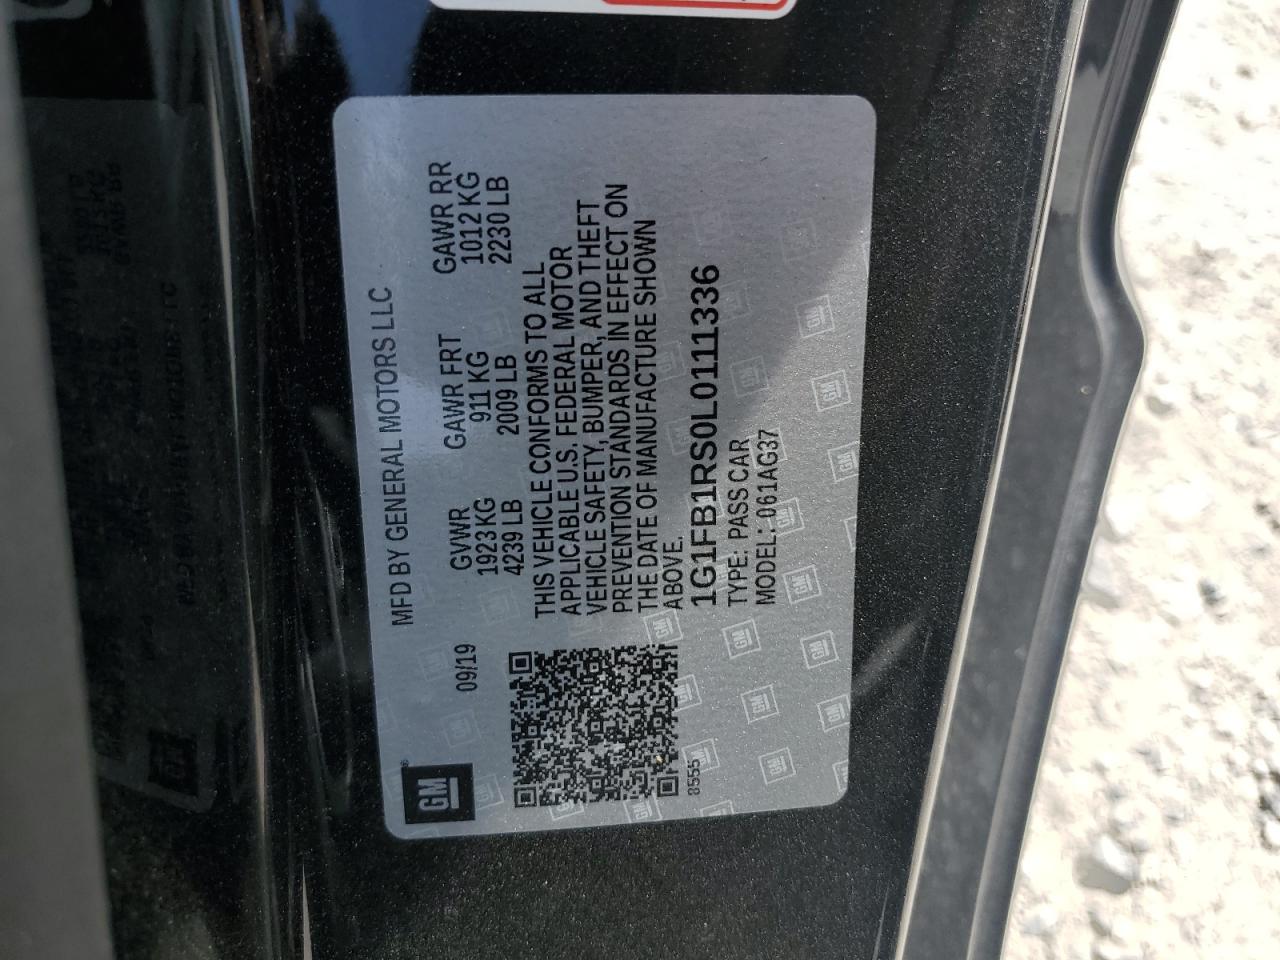 GM
MFD BY GENERAL MOTORS LLC
09/19
GVWR GAWR FRT GAWR RR
1923 KG 911 KG 1012 KG
4239 LB 2009 LB 2230 LB
THIS VEHICLE CONFORMS TO ALL
APPLICABLE U.S. FEDERAL MOTOR
VEHICLE SAFETY, BUMPER, AND THEFT
PREVENTION STANDARDS IN EFFECT ON
THE DATE OF MANUFACTURE SHOWN
ABOVE.
1G1FB1RS0L0111336
TYPE: PASS CAR
MODEL: 061AG37
8555